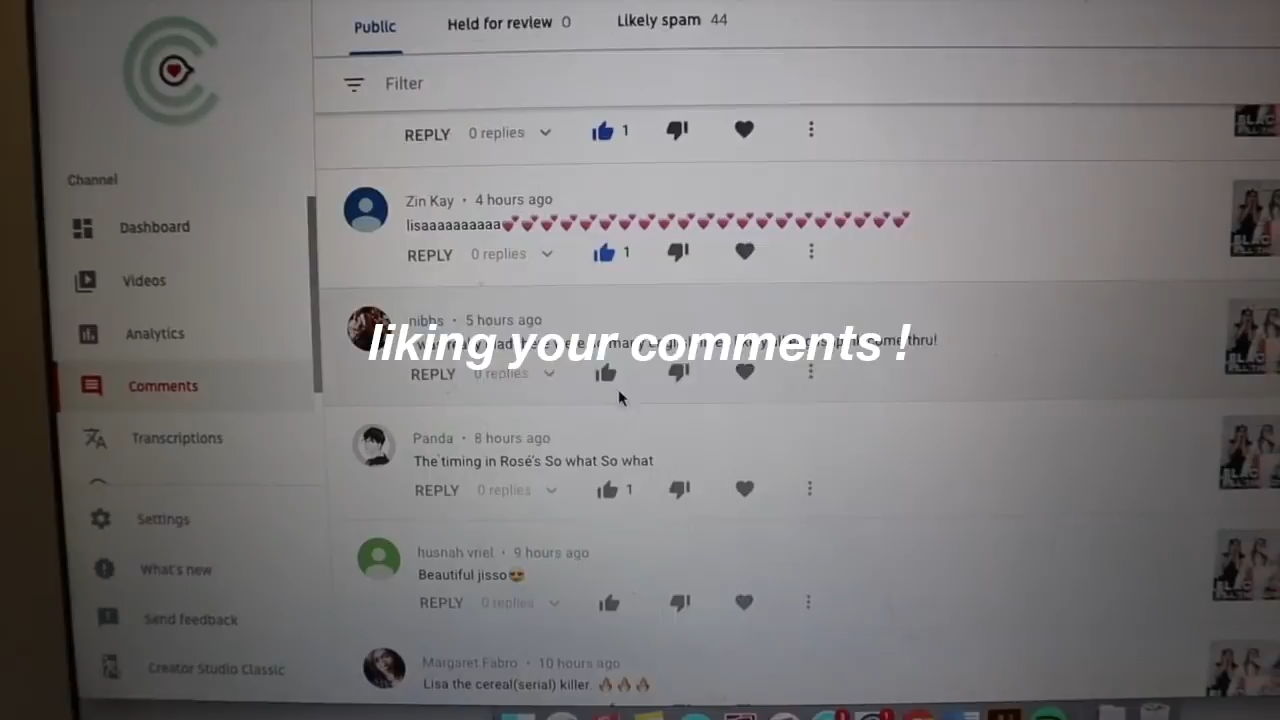 Public Held for review 0 Likely spam 44
Filter
REPLY 0 replies 1
Channel
Zin Kay • 4 hours ago
lisaaaaaaaaaa💕💕💕💕💕💕💕💕💕💕💕💕💕💕💕💕💕💕💕💕💕
REPLY 0 replies 1
Dashboard
Videos
nibbs • 5 hours ago
liking your comments !
come thru!
REPLY 0 replies
Analytics
Comments
Transcriptions
Panda • 8 hours ago
The timing in Rosé's So what So what
REPLY 0 replies 1
Settings
husnah vriel • 9 hours ago
Beautiful jisso😍
REPLY 0 replies
What's new
Send feedback
Creator Studio Classic
Margaret Fabro • 10 hours ago
Lisa the cereal(serial) killer 🔥🔥🔥